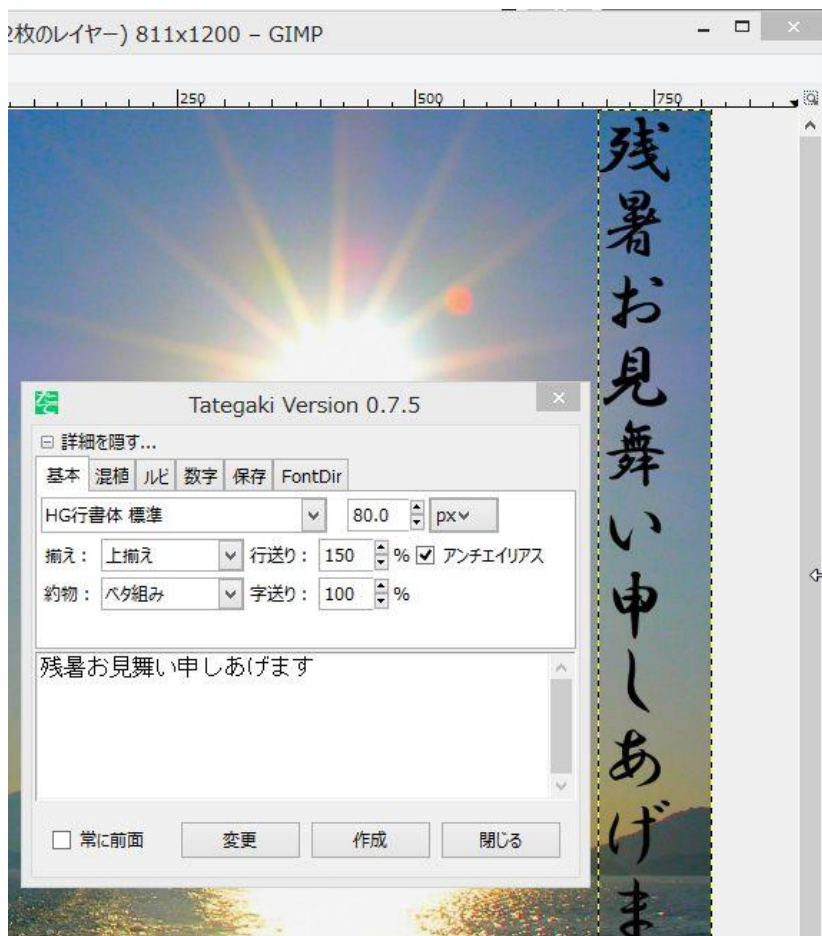 2枚のレイヤー) 811x1200 – GIMP
250 500 750
Tategaki Version 0.7.5
詳細を隠す...
基本 混植 ルビ 数字 保存 FontDir
HG行書体 標準 80.0 px
揃え： 上揃え 行送り： 150 % アンチエイリアス
約物： ベタ組み 字送り： 100 %
残暑お見舞い申しあげます
常に前面 変更 作成 閉じる
残暑お見舞い申しあげま